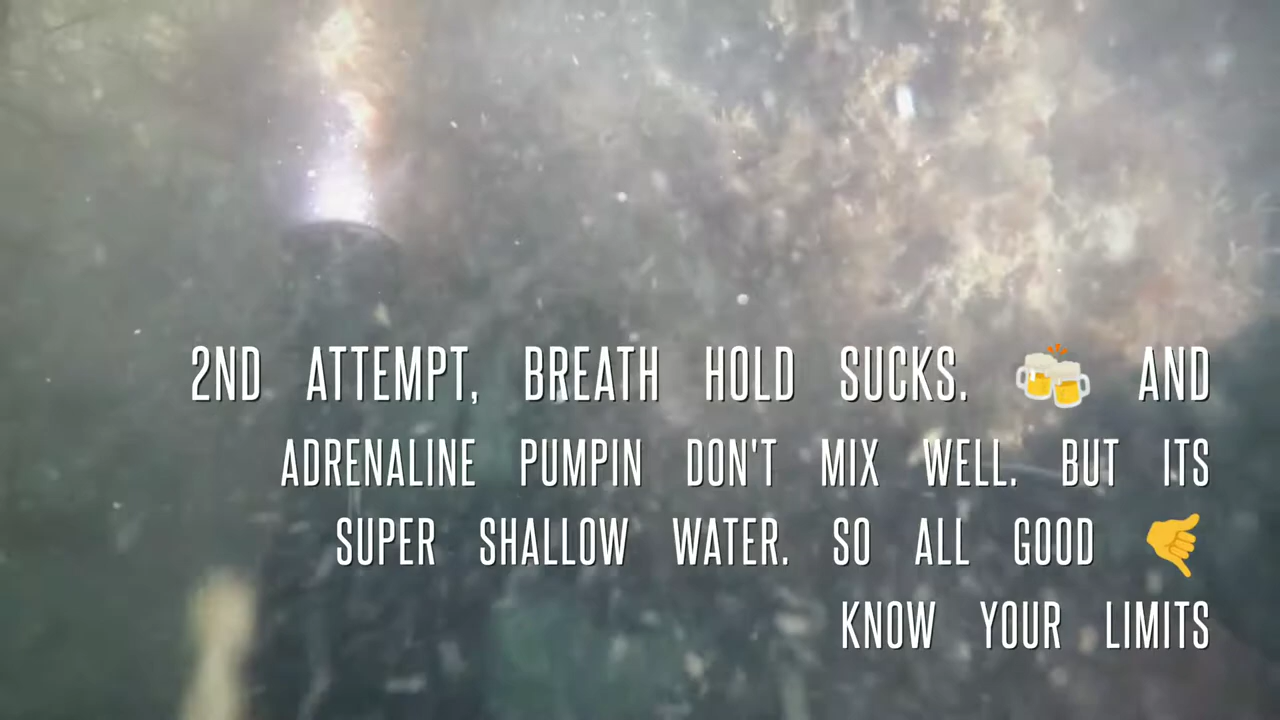 2ND ATTEMPT, BREATH HOLD SUCKS. 🍻 AND
ADRENALINE PUMPIN DON'T MIX WELL. BUT ITS
SUPER SHALLOW WATER. SO ALL GOOD 🤙
KNOW YOUR LIMITS